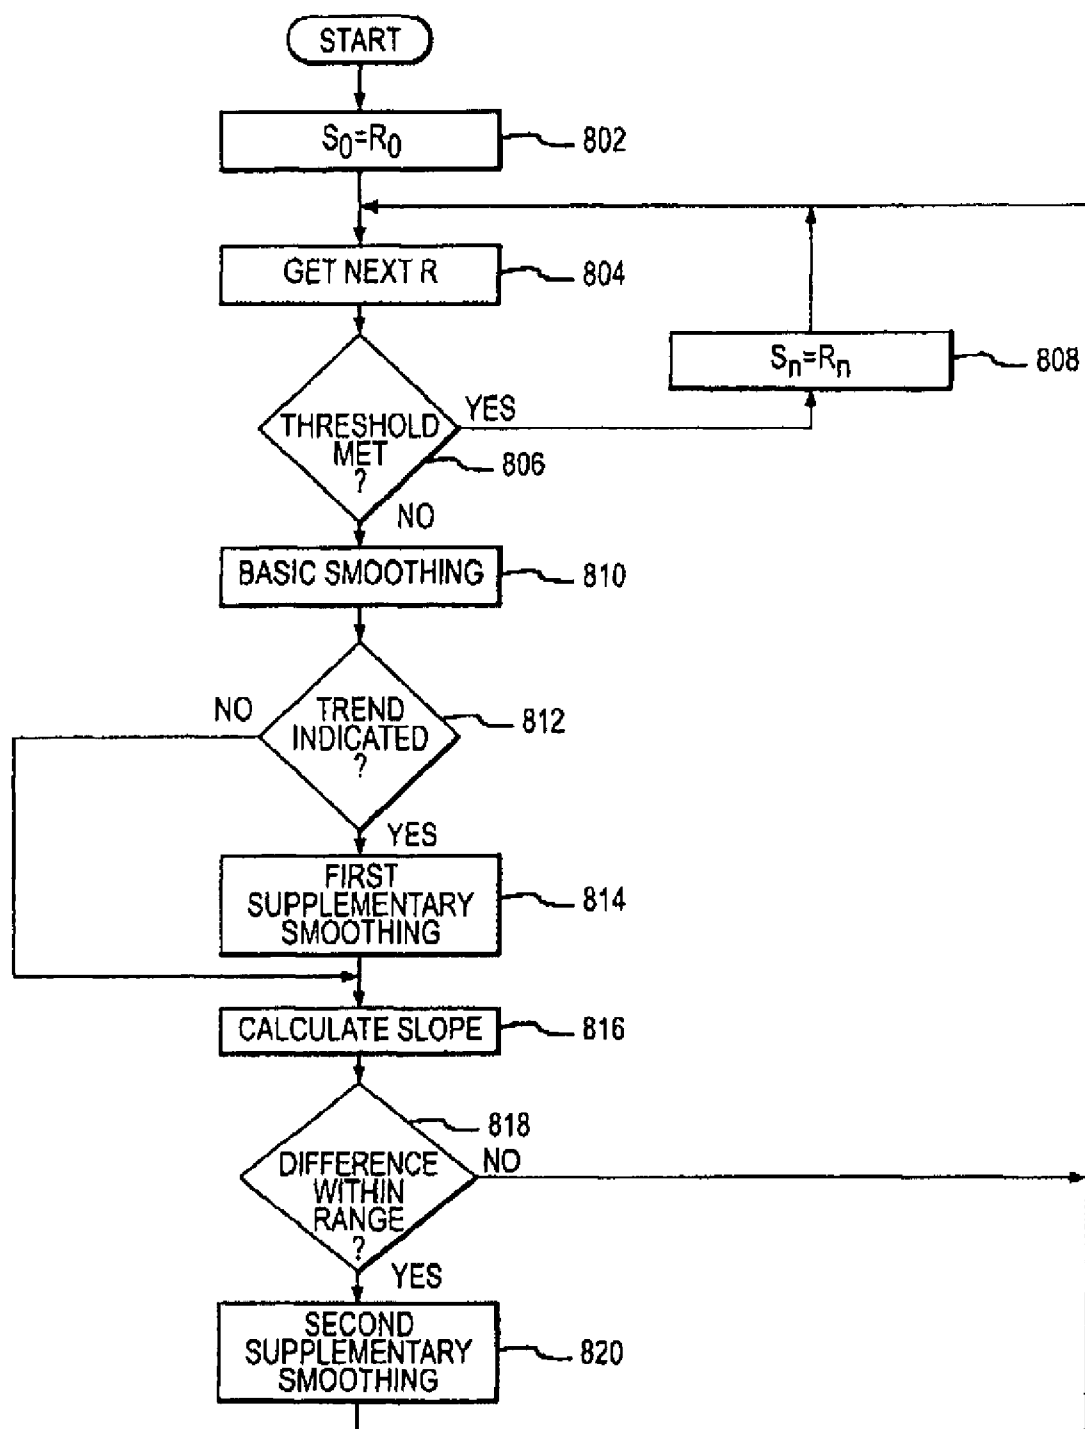 START
S0=R0
802
GET NEXT R
804
Sn=Rn
808
THRESHOLD
MET
?
YES
806
NO
BASIC SMOOTHING
810
TREND
INDICATED
?
NO
812
YES
FIRST
SUPPLEMENTARY
SMOOTHING
814
CALCULATE SLOPE
816
818
DIFFERENCE
WITHIN
RANGE
?
NO
YES
SECOND
SUPPLEMENTARY
SMOOTHING
820